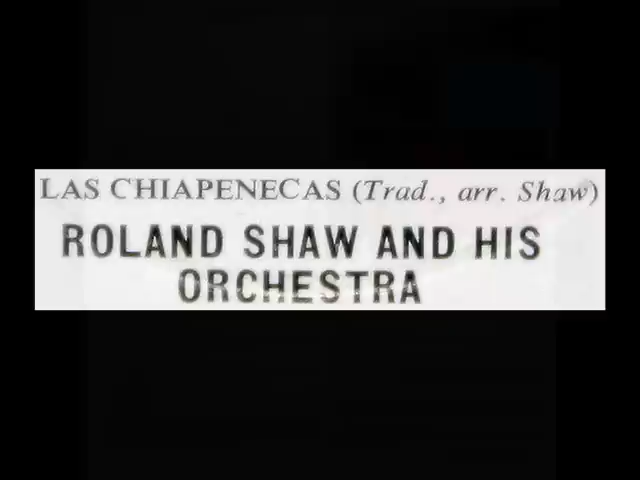 LAS CHIAPENECAS (Trad., arr. Shaw)
ROLAND SHAW AND HIS
ORCHESTRA